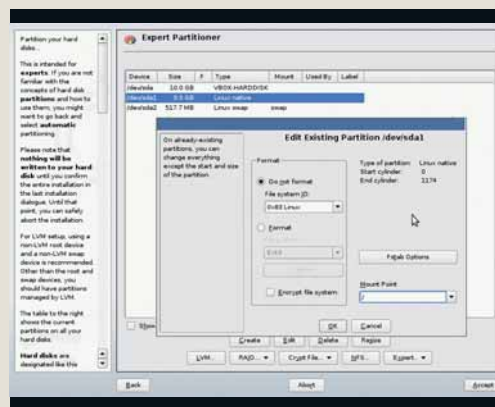 Partition your hard
disks...
This is intended for
experts. If you are not
familiar with the
concepts of hard disk
partitions and how to
use them, you might
want to go back and
select automatic
partitioning.
Please note that
nothing will be
written to your hard
disk until you confirm
the entire installation in
the last installation
dialogue. Until that
point, you can safely
abort the installation.
For LVM setup, using a
non-LVM root device
and a non-LVM swap
device is recommended.
Other than the root and
swap devices, you
should have partitions
managed by LVM.
The table to the right
shows the current
partitions on all your
hard disks.
Hard disks are
designated like this
Expert Partitioner
Device Size F Type Mount Used By Label
/dev/sda 10.0 GB VBOX HARDDISK
/dev/sda1 Linux native
/dev/sda2 517.7 MB Linux swap swap
Edit Existing Partition /dev/sda1
On already-existing
partitions, you can
change everything
except the start and size
of the partition.
Format
Do not format
File system ID:
0x83 Linux
Format
Encrypt file system
Type of partition: Linux native
Start cylinder: 0
End cylinder: 1174
Fstab Options
Mount Point
/
OK Cancel
Create Edit Delete Resize
LVM... RAID... Crypt File... NFS... Expert...
Back Abort Accept